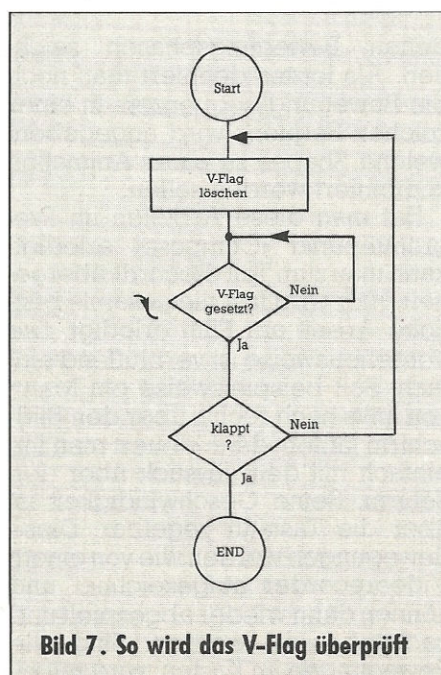 Start
V-Flag
löschen
V-Flag
gesetzt?
Nein
Ja
klappt
?
Nein
Ja
END
Bild 7. So wird das V-Flag überprüft